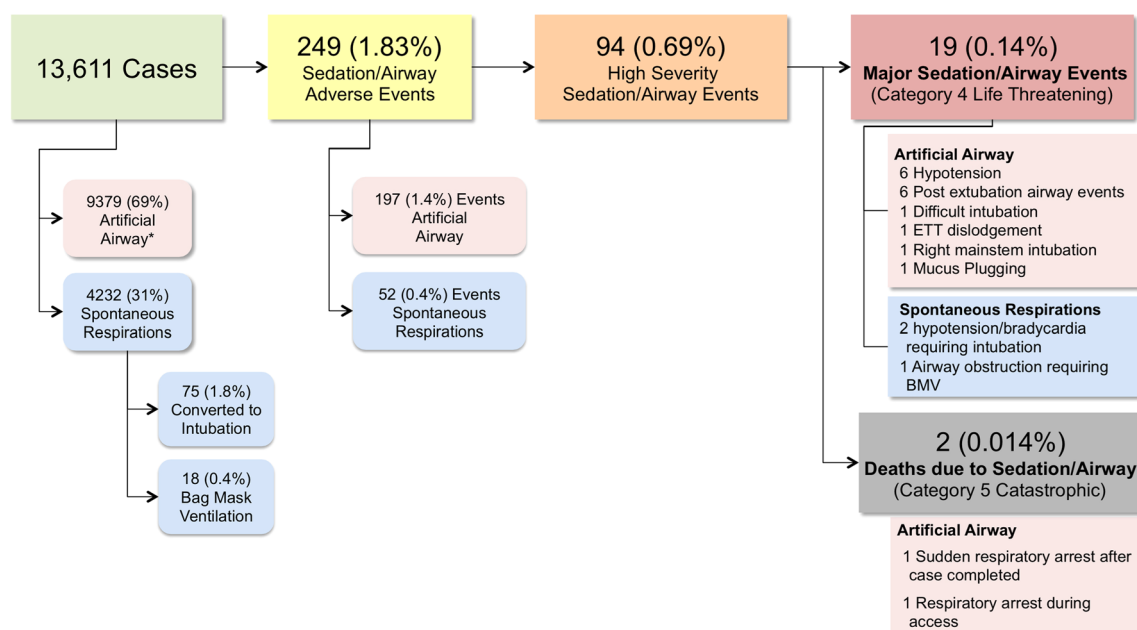 13,611 Cases
249 (1.83%)
Sedation/Airway
Adverse Events
94 (0.69%)
High Severity
Sedation/Airway Events
19 (0.14%)
Major Sedation/Airway Events
(Category 4 Life Threatening)
9379 (69%)
Artificial
Airway*
4232 (31%)
Spontaneous
Respirations
75 (1.8%)
Converted to
Intubation
18 (0.4%)
Bag Mask
Ventilation
197 (1.4%) Events
Artificial
Airway
52 (0.4%) Events
Spontaneous
Respirations
Artificial Airway
6 Hypotension
6 Post extubation airway events
1 Difficult intubation
1 ETT dislodgement
1 Right mainstem intubation
1 Mucus Plugging
Spontaneous Respirations
2 hypotension/bradycardia
requiring intubation
1 Airway obstruction requiring
BMV
2 (0.014%)
Deaths due to Sedation/Airway
(Category 5 Catastrophic)
Artificial Airway
1 Sudden respiratory arrest after
case completed
1 Respiratory arrest during
access